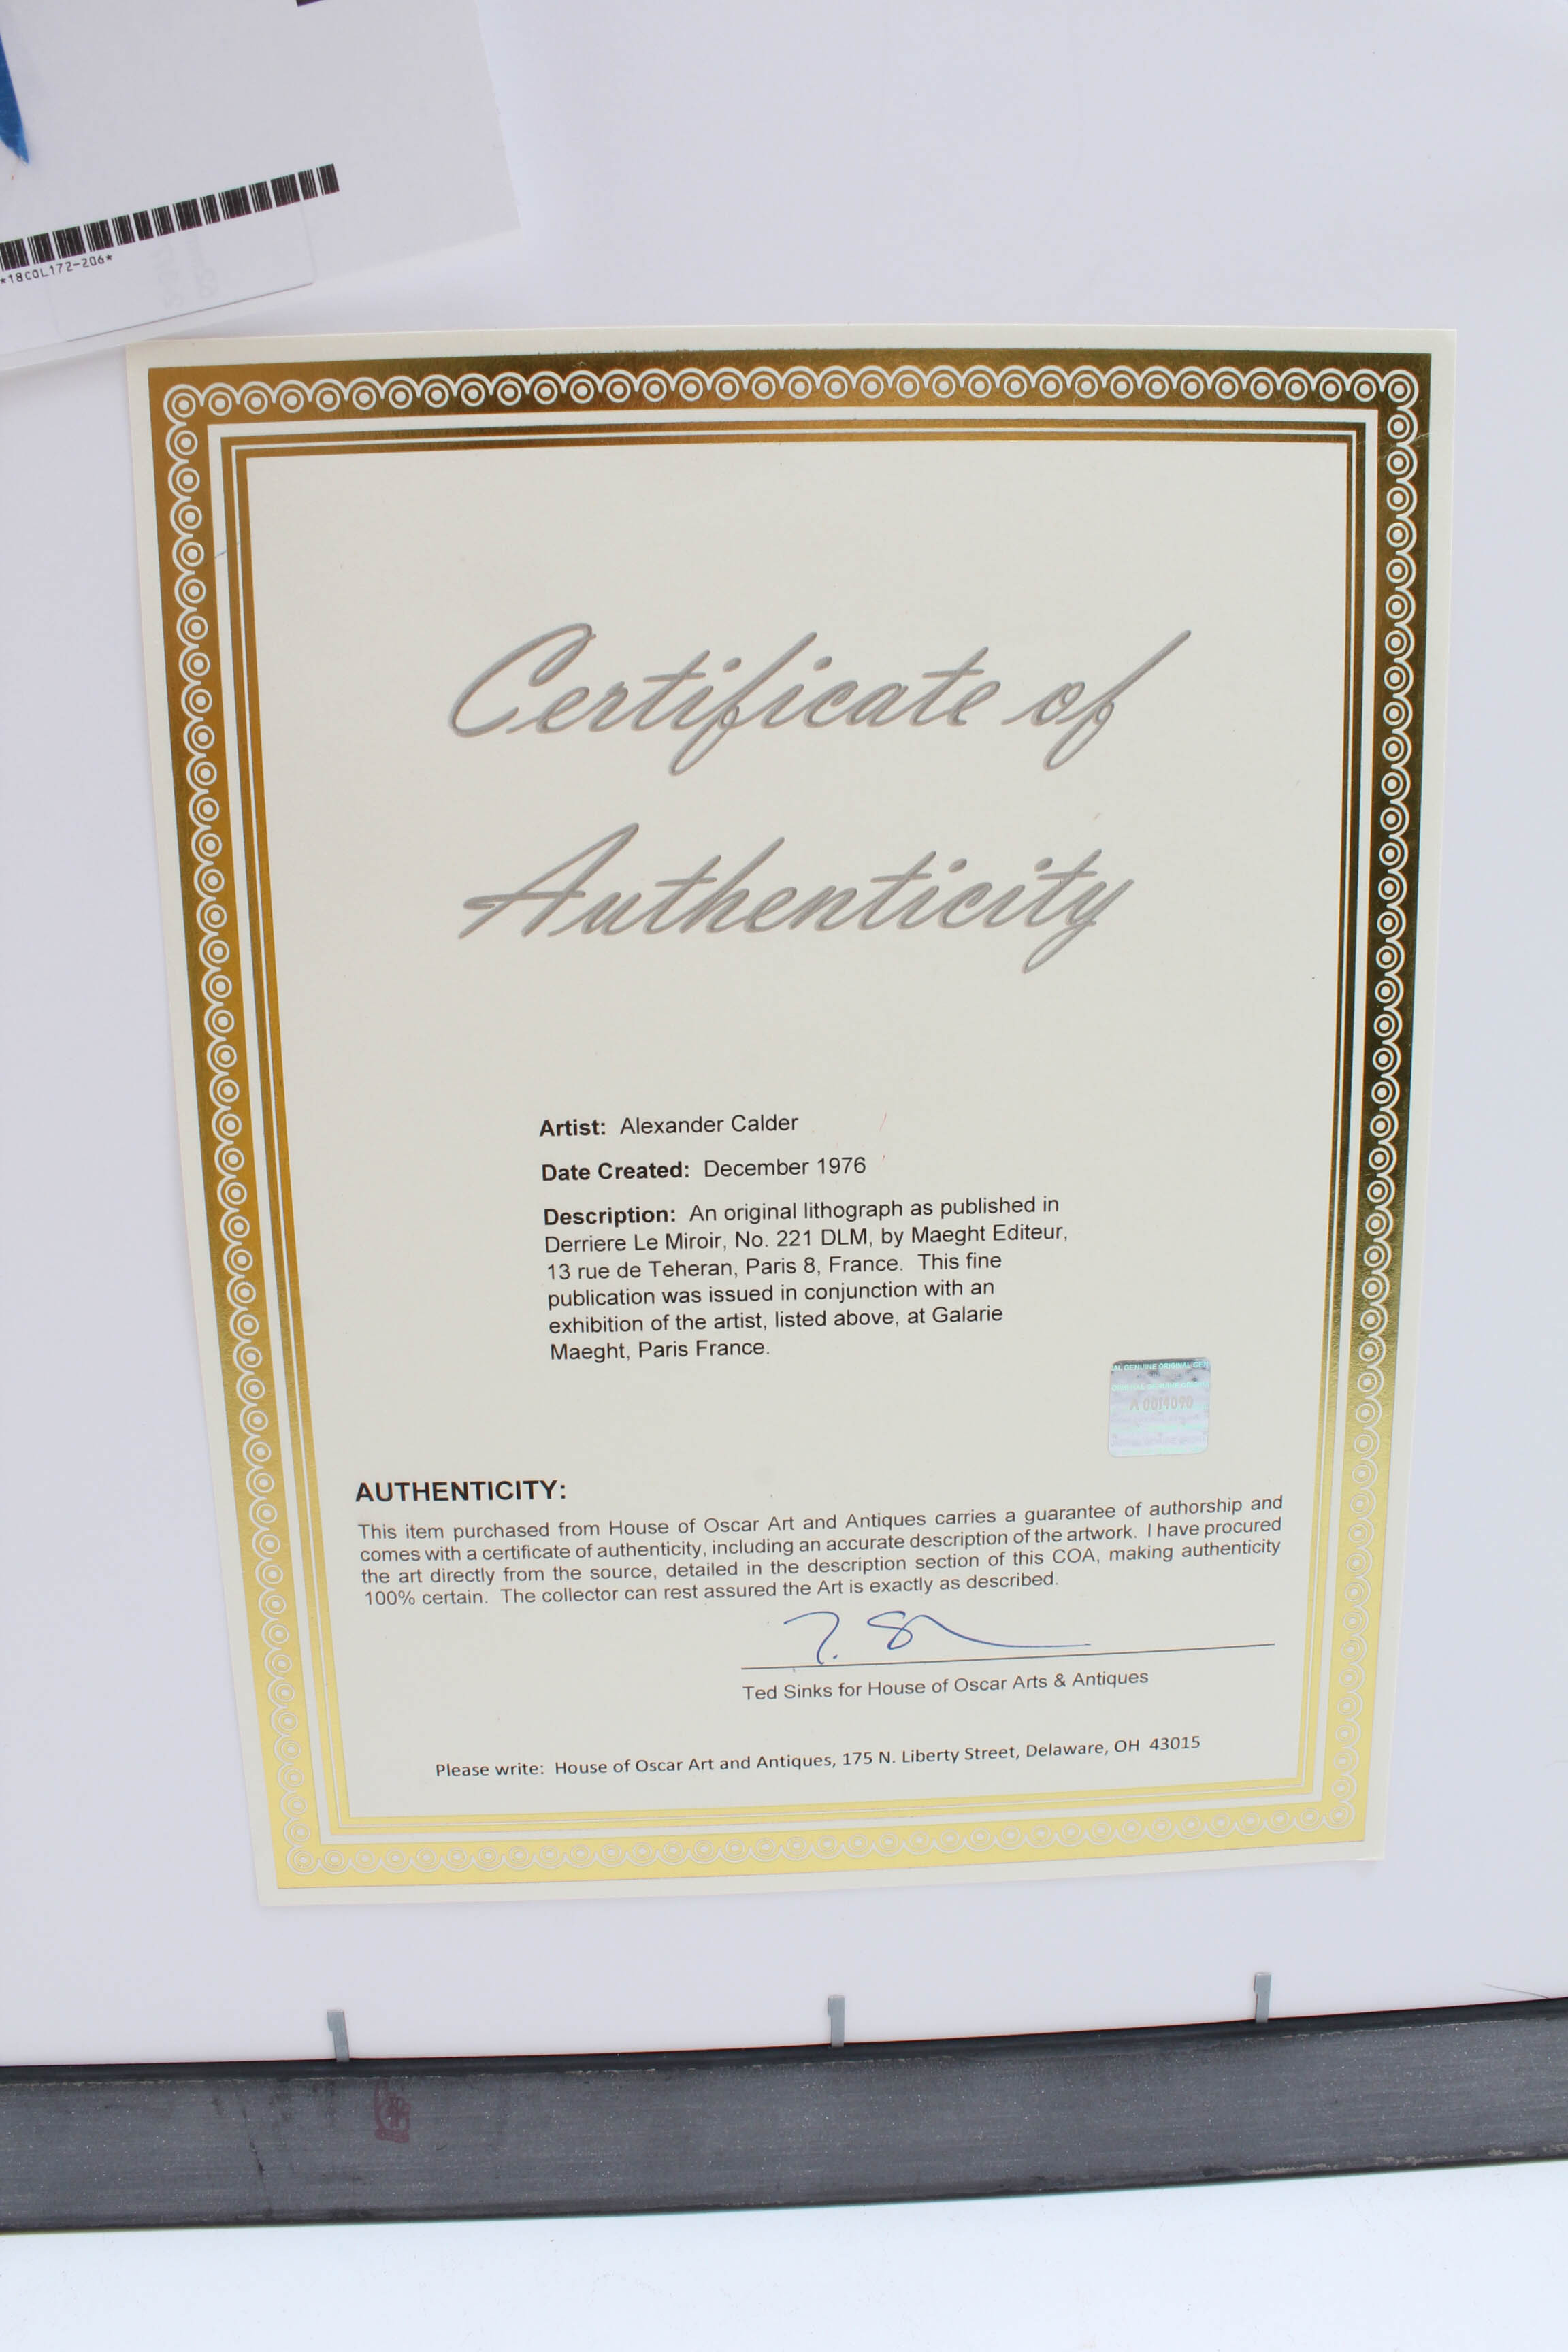 *18COL172-206*
Certificate of
Authenticity
Artist: Alexander Calder
Date Created: December 1976
Description: An original lithograph as published in
Derriere Le Miroir, No. 221 DLM, by Maeght Editeur,
13 rue de Teheran, Paris 8, France. This fine
publication was issued in conjunction with an
exhibition of the artist, listed above, at Galarie
Maeght, Paris France.
AL GENUINE ORIGINAL GE
A 0014090
AUTHENTICITY:
This item purchased from House of Oscar Art and Antiques carries a guarantee of authorship and
comes with a certificate of authenticity, including an accurate description of the artwork. I have procured
the art directly from the source, detailed in the description section of this COA, making authenticity
100% certain. The collector can rest assured the Art is exactly as described.
Ted Sinks for House of Oscar Arts & Antiques
Please write: House of Oscar Art and Antiques, 175 N. Liberty Street, Delaware, OH 43015